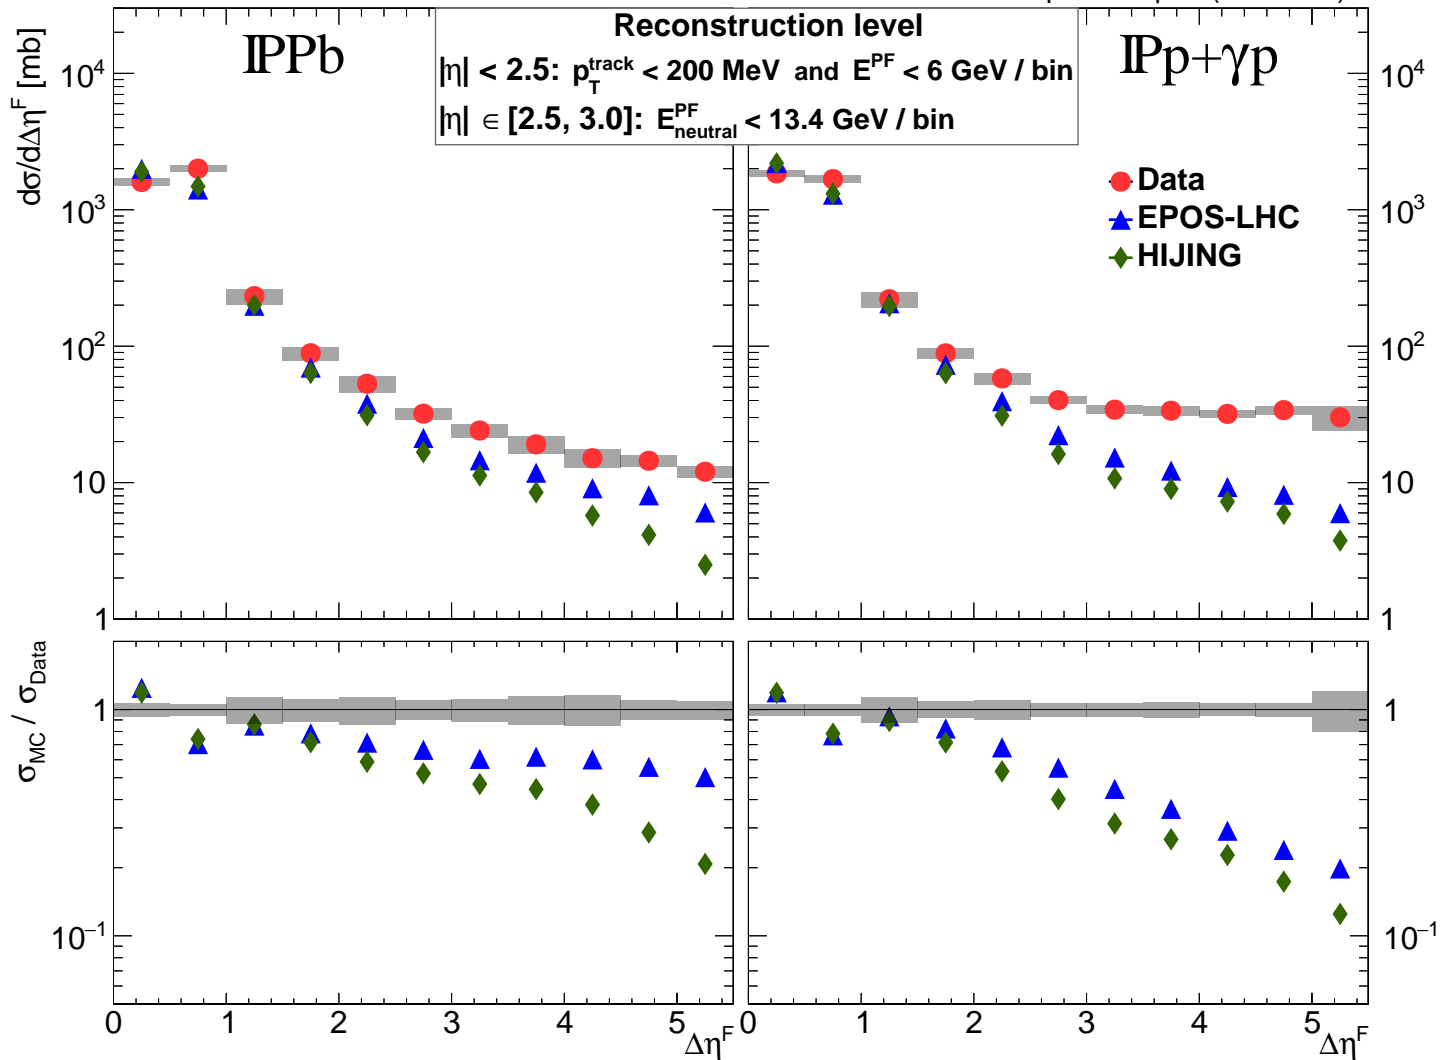 Reconstruction level
|η| < 2.5: p_T^track < 200 MeV and E^PF < 6 GeV / bin
|η| ∈ [2.5, 3.0]: E_neutral^PF < 13.4 GeV / bin
IPPb
IPp+γp
dσ/dΔη^F [mb]
10^4
10^3
10^2
10
1
10^4
10^3
10^2
10
1
Data
EPOS-LHC
HIJING
σ_MC / σ_Data
1
10^−1
1
10^−1
0 1 2 3 4 5
Δη^F
0 1 2 3 4 5
Δη^F